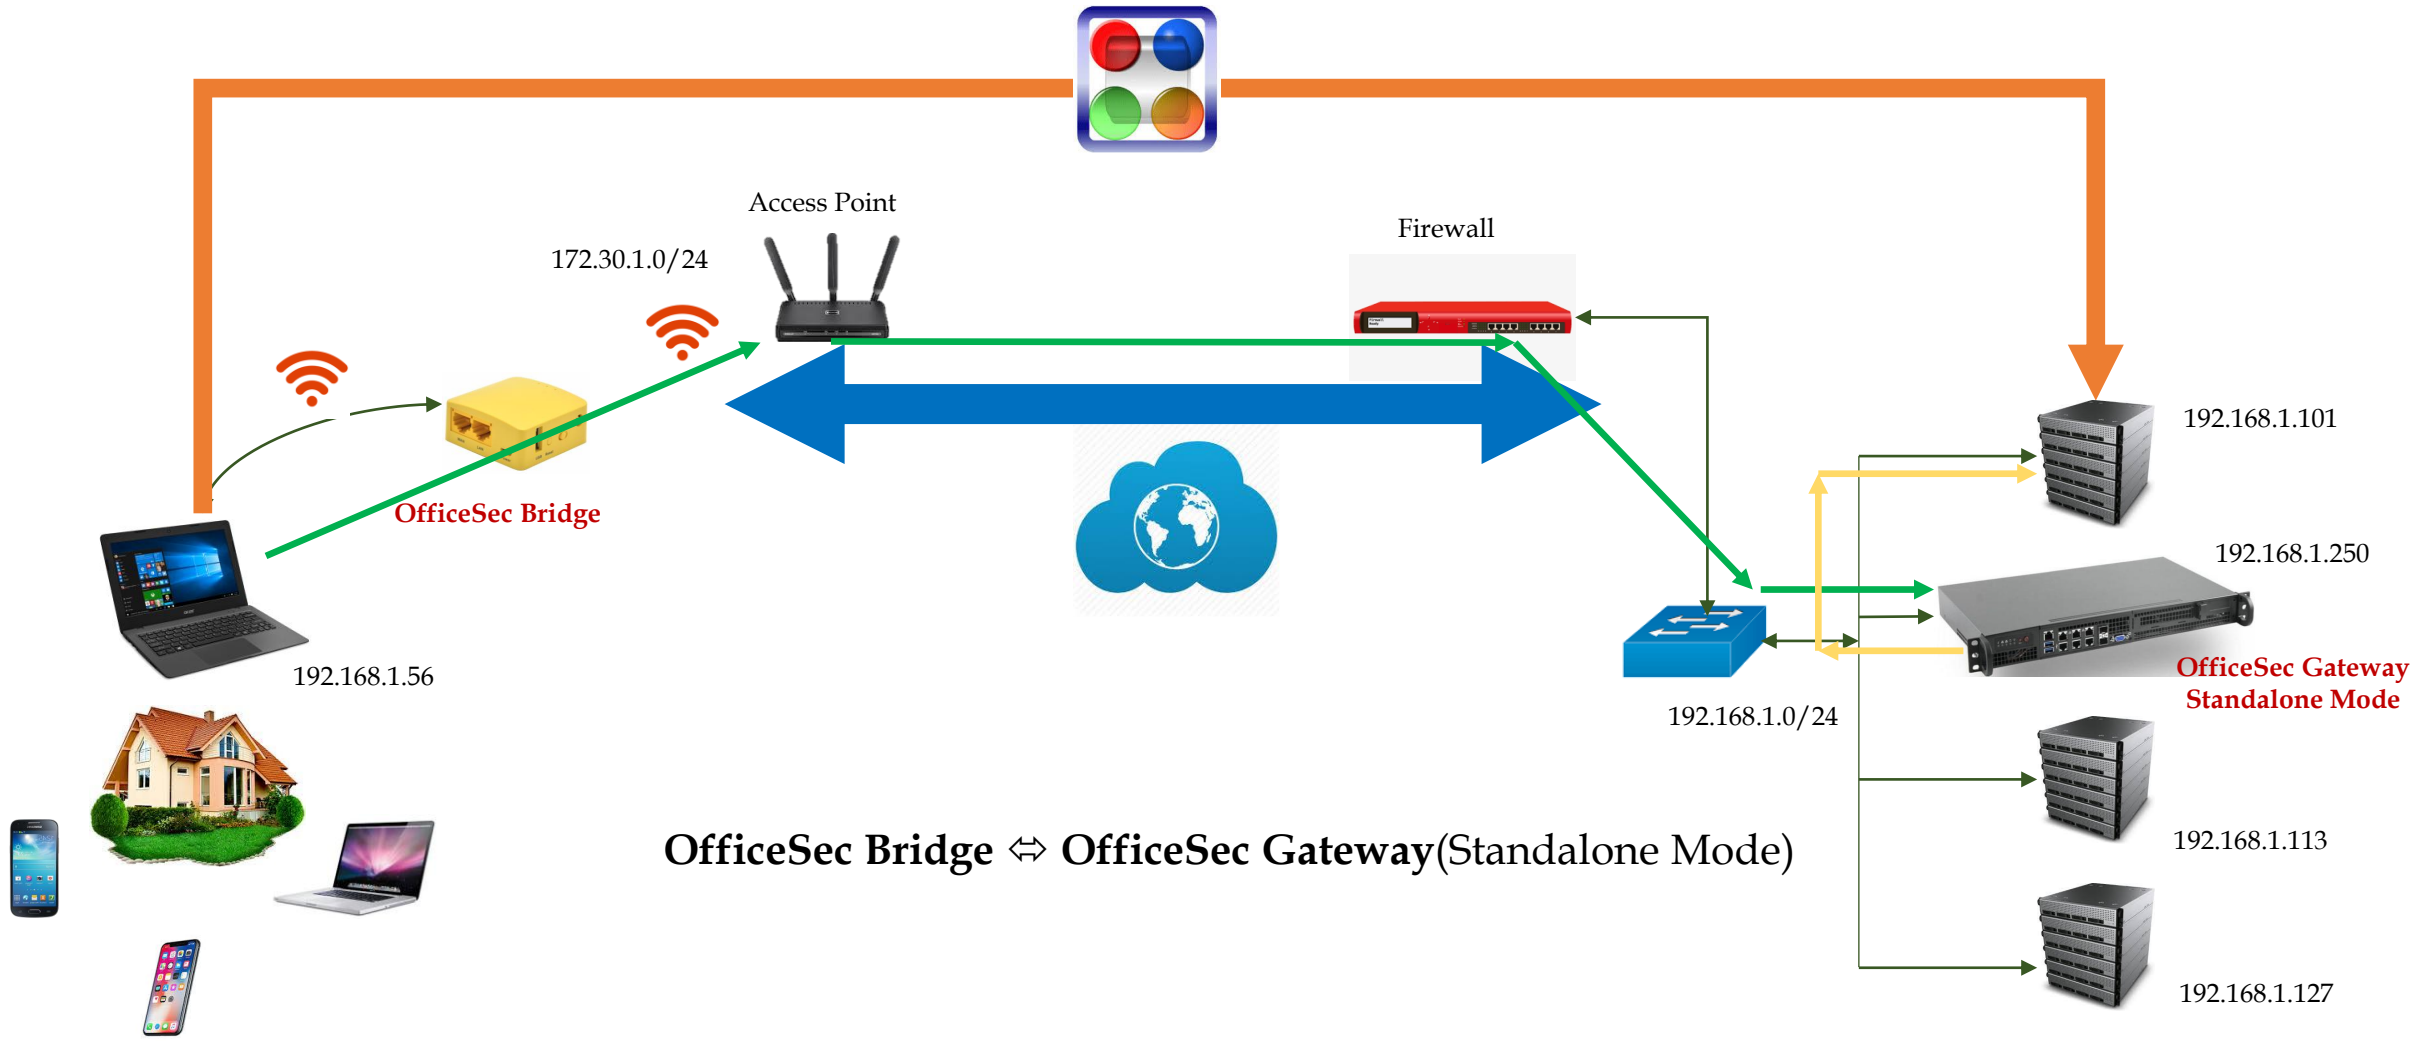 Access Point
Firewall
172.30.1.0/24
192.168.1.101
OfficeSec Bridge
192.168.1.250
192.168.1.56
OfficeSec Gateway
Standalone Mode
192.168.1.0/24
OfficeSec Bridge ⬄ OfficeSec Gateway(Standalone Mode)
192.168.1.113
192.168.1.127